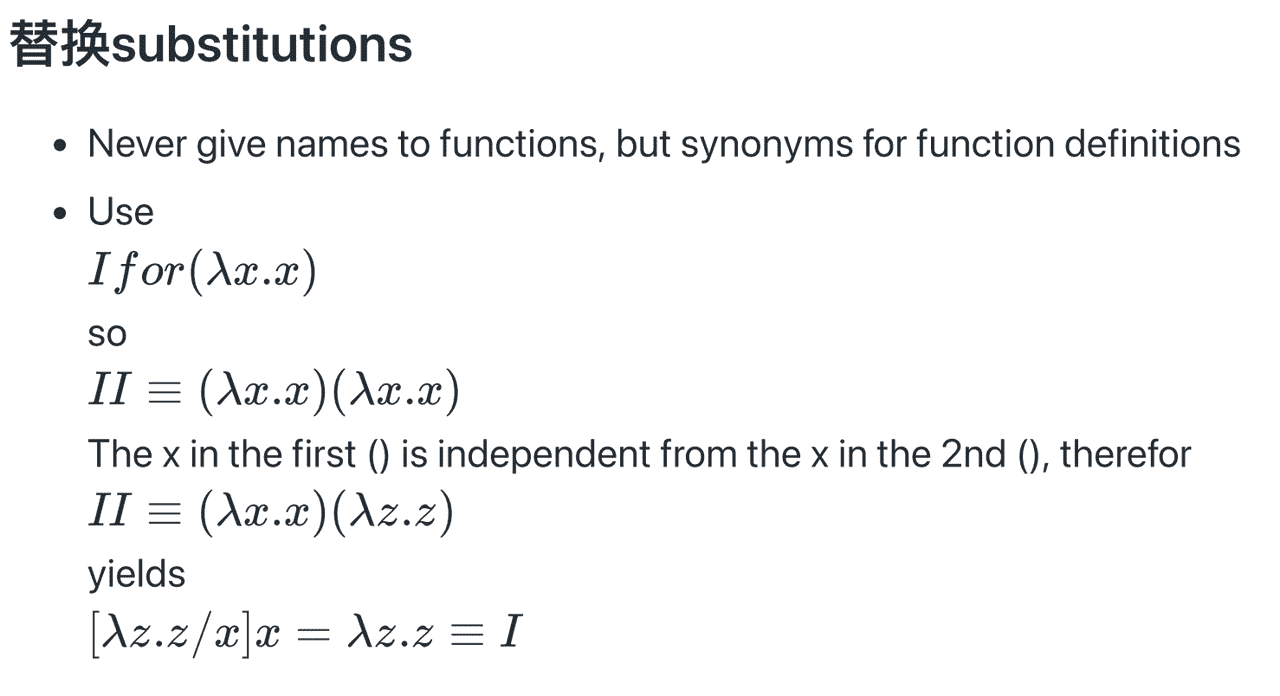 替换substitutions
Never give names to functions, but synonyms for function definitions
Use
I for(λx.x)
so
II ≡ (λx.x)(λx.x)
The x in the first () is independent from the x in the 2nd (), therefor
II ≡ (λx.x)(λz.z)
yields
[λz.z/x]x = λz.z ≡ I